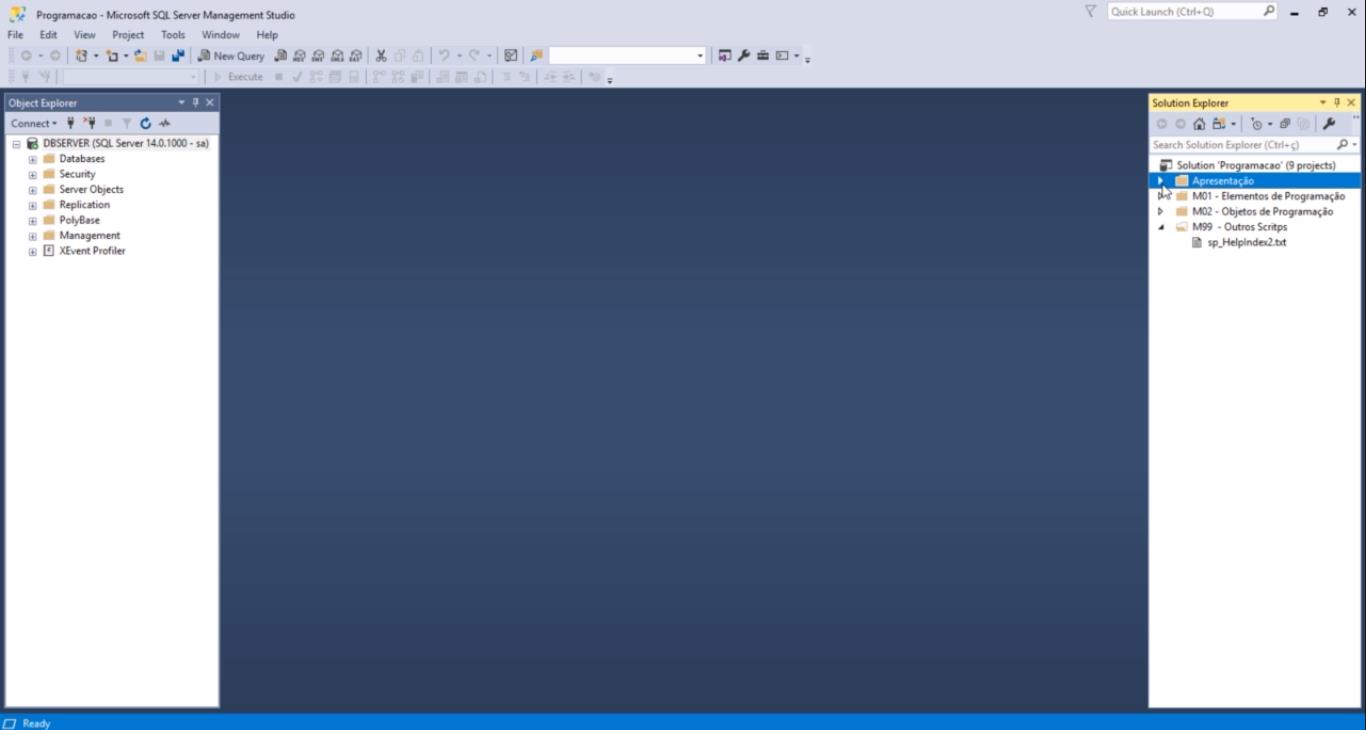 Programacao - Microsoft SQL Server Management Studio
Quick Launch (Ctrl+Q)
File Edit View Project Tools Window Help
New Query
Execute
Object Explorer
Connect
DBSERVER (SQL Server 14.0.1000 - sa)
Databases
Security
Server Objects
Replication
PolyBase
Management
XEvent Profiler
Solution Explorer
Search Solution Explorer (Ctrl+ç)
Solution 'Programacao' (9 projects)
Apresentação
M01 - Elementos de Programação
M02 - Objetos de Programação
M99 - Outros Scritps
sp_HelpIndex2.txt
Ready